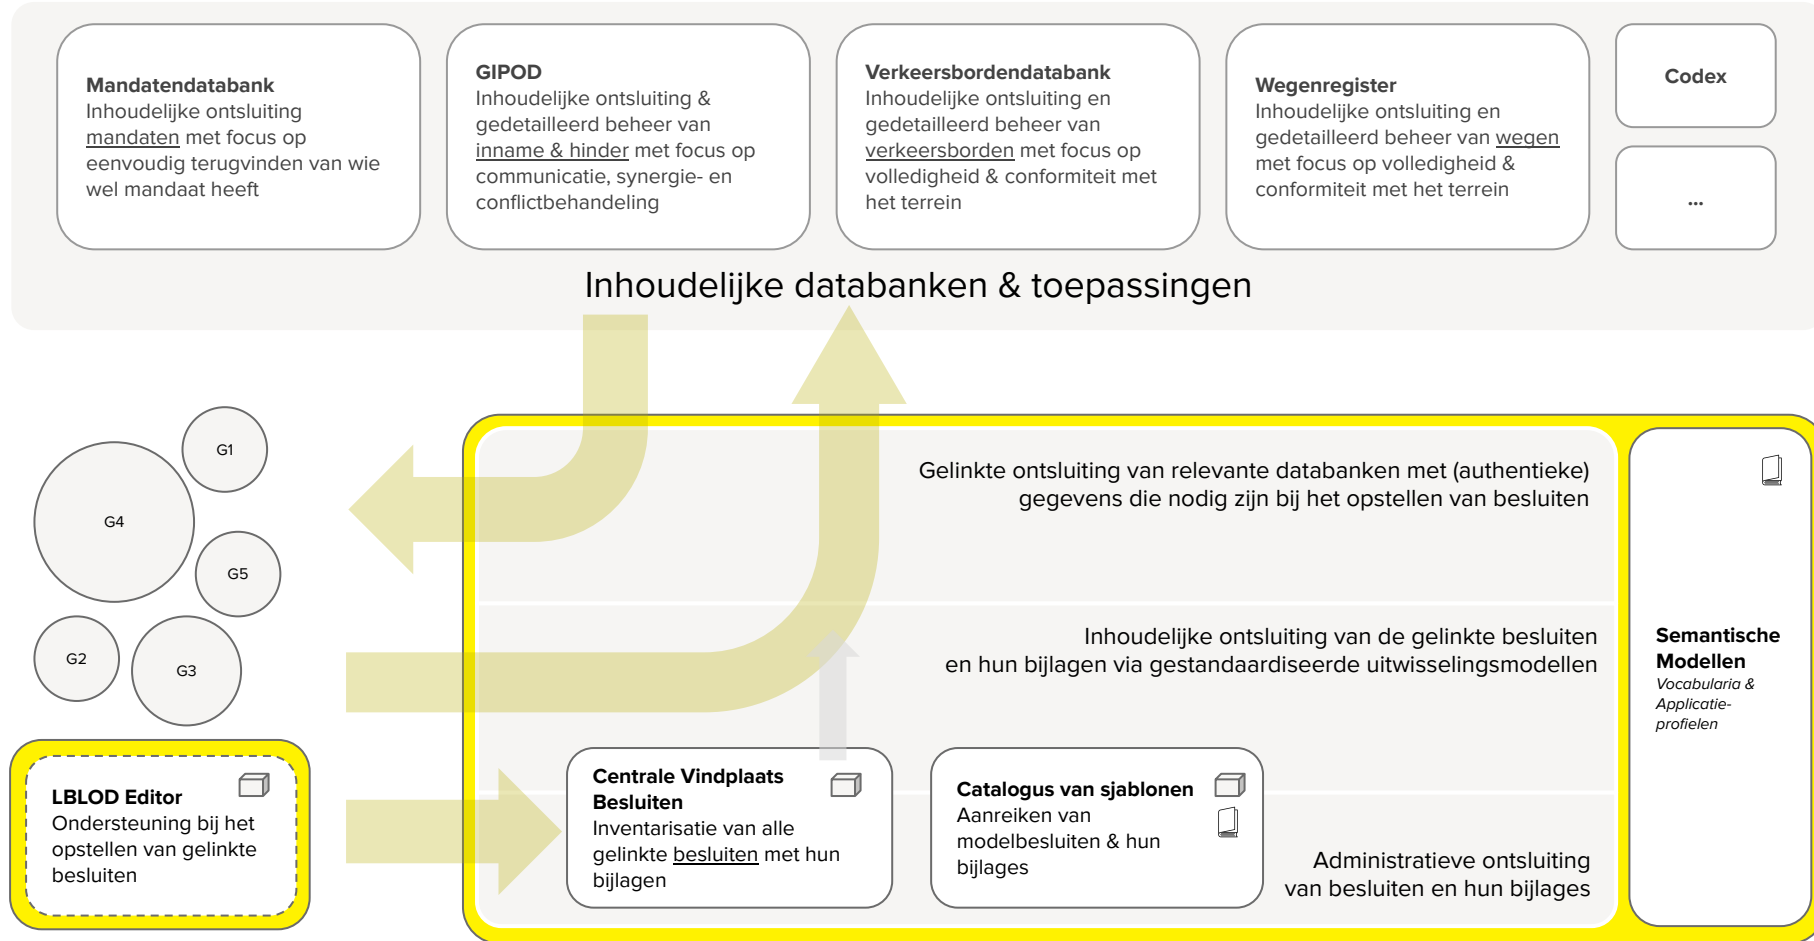 Mandatendatabank
Inhoudelijke ontsluiting
mandaten met focus op
eenvoudig terugvinden van wie
wel mandaat heeft
GIPOD
Inhoudelijke ontsluiting &
gedetailleerd beheer van
inname & hinder met focus op
communicatie, synergie- en
conflictbehandeling
Verkeersbordendatabank
Inhoudelijke ontsluiting en
gedetailleerd beheer van
verkeersborden met focus op
volledigheid & conformiteit met
het terrein
Wegenregister
Inhoudelijke ontsluiting en
gedetailleerd beheer van wegen
met focus op volledigheid &
conformiteit met het terrein
Codex
...
Inhoudelijke databanken & toepassingen
G1
G4
G5
G2
G3
Gelinkte ontsluiting van relevante databanken met (authentieke)
gegevens die nodig zijn bij het opstellen van besluiten
Inhoudelijke ontsluiting van de gelinkte besluiten
en hun bijlagen via gestandaardiseerde uitwisselingsmodellen
Semantische
Modellen
Vocabularia &
Applicatie-
profielen
LBLOD Editor
Ondersteuning bij het
opstellen van gelinkte
besluiten
Centrale Vindplaats
Besluiten
Inventarisatie van alle
gelinkte besluiten met hun
bijlagen
Catalogus van sjablonen
Aanreiken van
modelbesluiten & hun
bijlages
Administratieve ontsluiting
van besluiten en hun bijlages